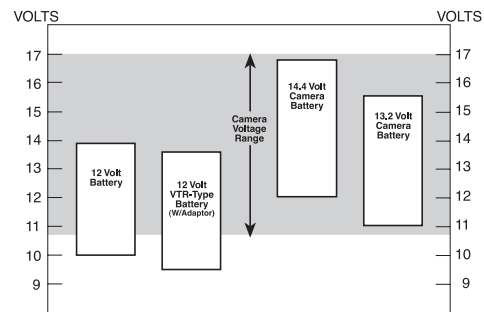 VOLTS
VOLTS
17
16
15
14
13
12
11
10
9
12 Volt
Battery
12 Volt
VTR-Type
Battery
(W/Adaptor)
Camera
Voltage
Range
14.4 Volt
Camera
Battery
13.2 Volt
Camera
Battery
17
16
15
14
13
12
11
10
9